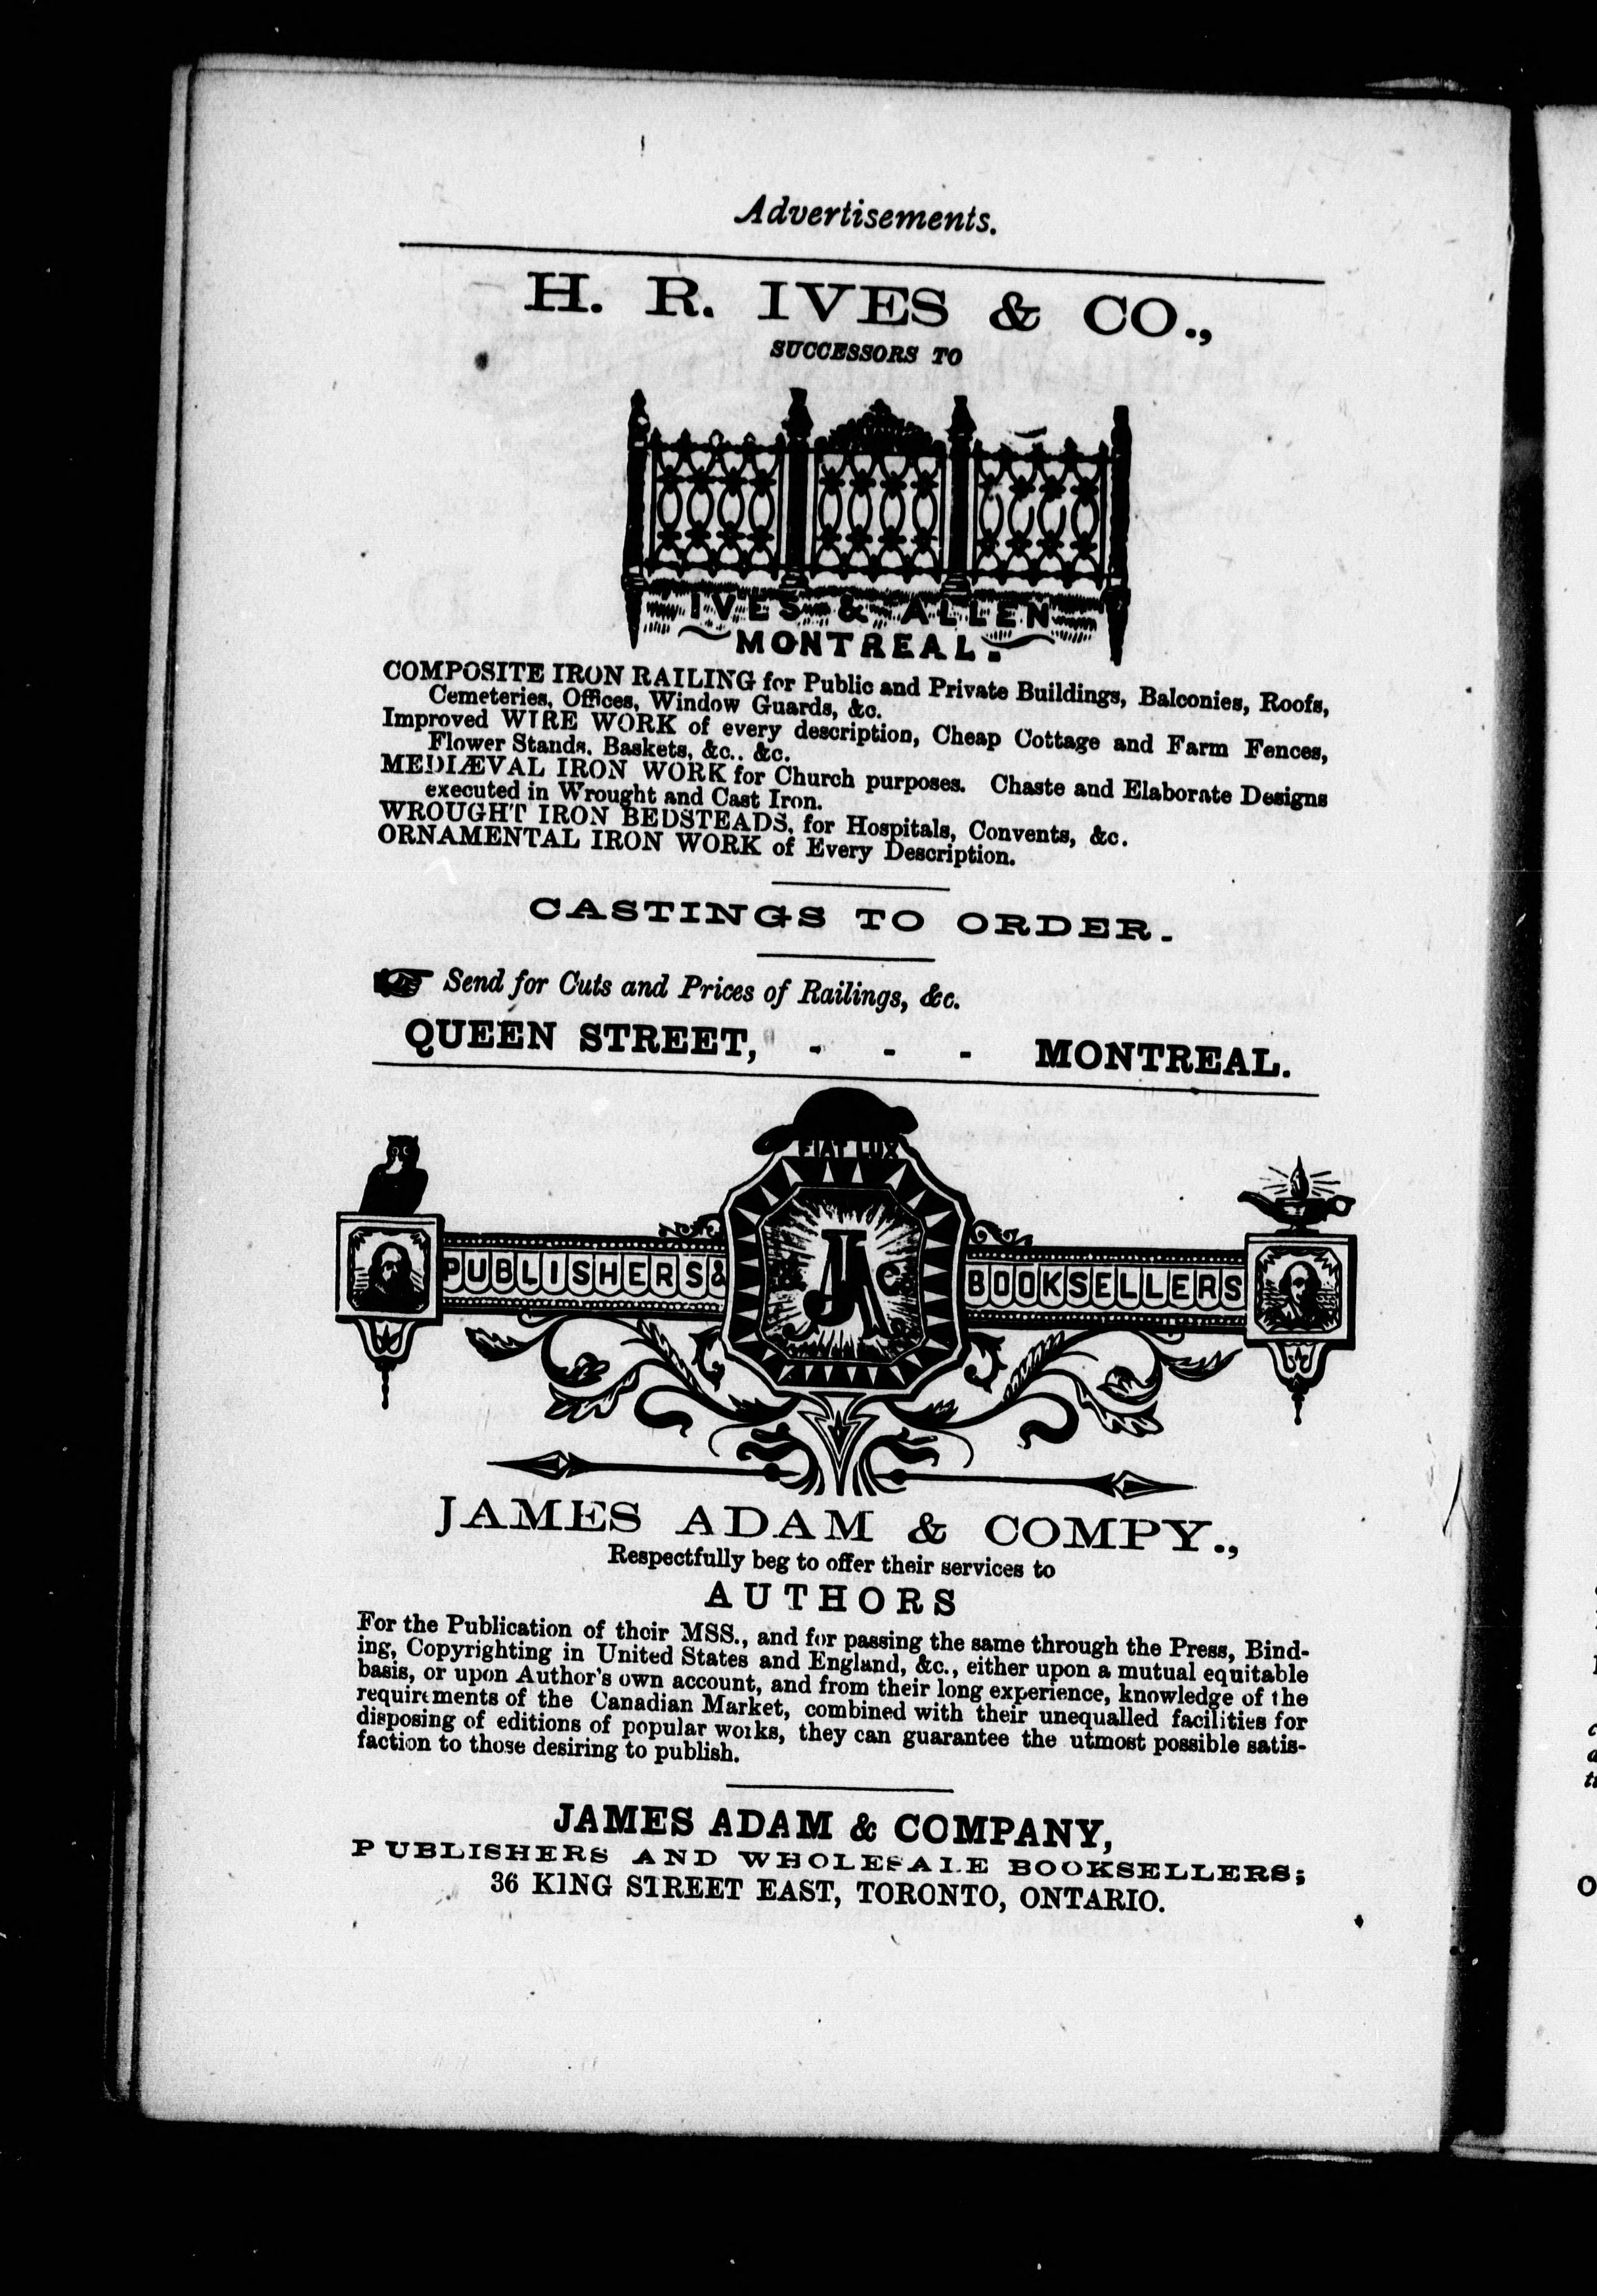 Advertisements.
H. R. IVES & CO.,
SUCCESSORS TO
IVES & ALLEN
MONTREAL.
COMPOSITE IRON RAILING for Public and Private Buildings, Balconies, Roofs,
Cemeteries, Offices, Window Guards, &c.
Improved WIRE WORK of every description, Cheap Cottage and Farm Fences,
Flower Stands, Baskets, &c., &c.
MEDIÆVAL IRON WORK for Church purposes. Chaste and Elaborate Designs
executed in Wrought and Cast Iron.
WROUGHT IRON BEDSTEADS, for Hospitals, Convents, &c.
ORNAMENTAL IRON WORK of Every Description.
CASTINGS TO ORDER.
Send for Cuts and Prices of Railings, &c.
QUEEN STREET, - - - MONTREAL.
FIAT LUX
PUBLISHERS & JA&C BOOKSELLERS
JAMES ADAM & COMPY.,
Respectfully beg to offer their services to
AUTHORS
For the Publication of their MSS., and for passing the same through the Press, Bind-
ing, Copyrighting in United States and England, &c., either upon a mutual equitable
basis, or upon Author's own account, and from their long experience, knowledge of the
requirements of the Canadian Market, combined with their unequalled facilities for
disposing of editions of popular works, they can guarantee the utmost possible satis-
faction to those desiring to publish.
JAMES ADAM & COMPANY,
PUBLISHERS AND WHOLESALE BOOKSELLERS;
36 KING STREET EAST, TORONTO, ONTARIO.